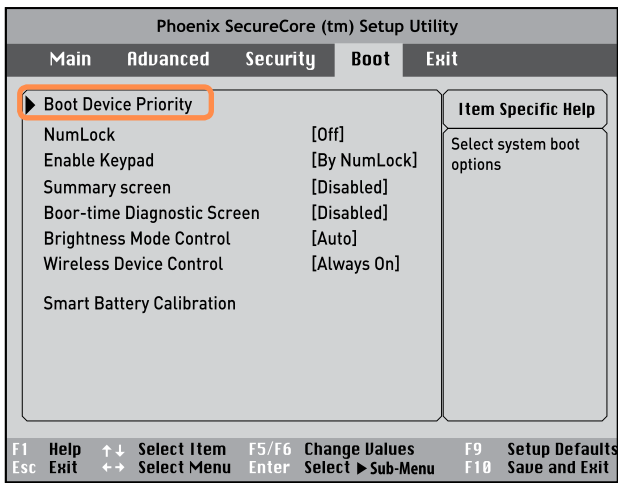 Phoenix SecureCore (tm) Setup Utility
Main Advanced Security Boot Exit
Boot Device Priority
NumLock [Off]
Enable Keypad [By NumLock]
Summary screen [Disabled]
Boor-time Diagnostic Screen [Disabled]
Brightness Mode Control [Auto]
Wireless Device Control [Always On]
Smart Battery Calibration
Item Specific Help
Select system boot
options
F1 Help ↑↓ Select Item F5/F6 Change Values F9 Setup Defaults
Esc Exit ←→ Select Menu Enter Select ▶ Sub-Menu F10 Save and Exit